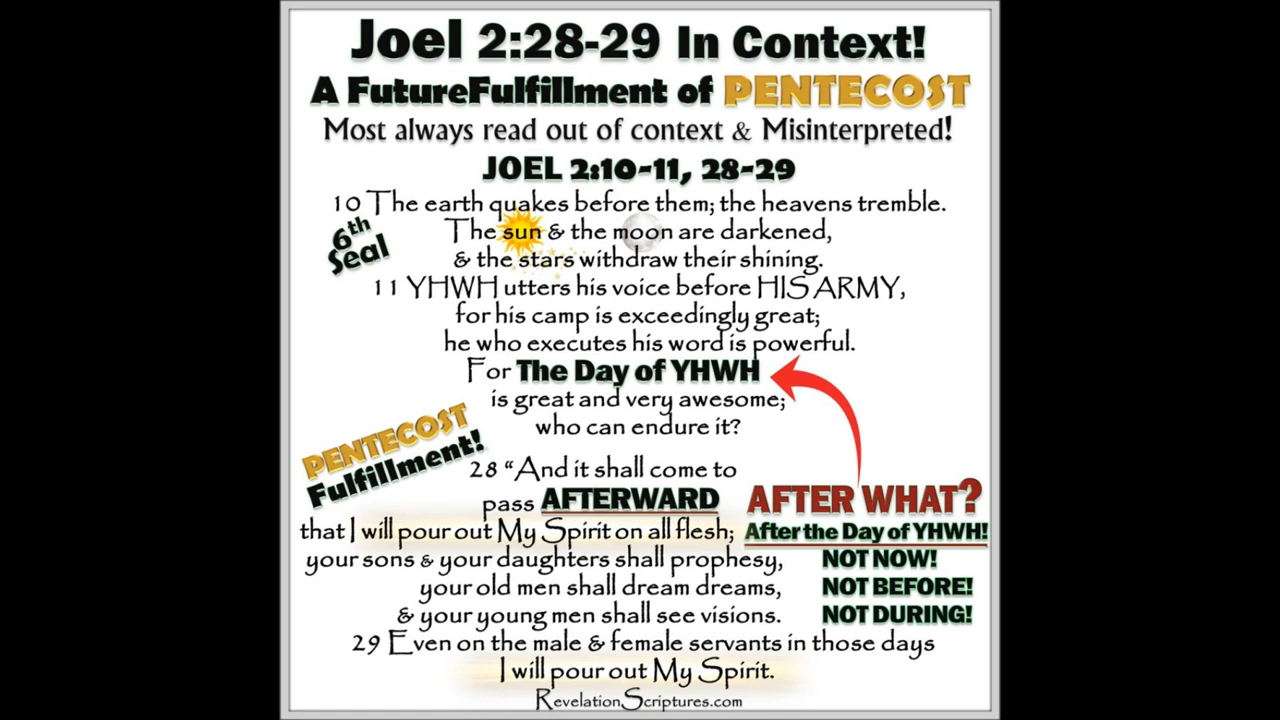 Joel 2:28-29 In Context!
A FutureFulfillment of PENTECOST
Most always read out of context & Misinterpreted!
JOEL 2:10-11, 28-29
10 The earth quakes before them; the heavens tremble.
6th
Seal
The sun & the moon are darkened,
& the stars withdraw their shining.
11 YHWH utters his voice before HIS ARMY,
for his camp is exceedingly great;
he who executes his word is powerful.
For The Day of YHWH
is great and very awesome;
who can endure it?
PENTECOST
Fulfillment!
28 “And it shall come to
pass AFTERWARD
AFTER WHAT?
that I will pour out My Spirit on all flesh;
After the Day of YHWH!
your sons & your daughters shall prophesy,
NOT NOW!
your old men shall dream dreams,
NOT BEFORE!
& your young men shall see visions.
NOT DURING!
29 Even on the male & female servants in those days
I will pour out My Spirit.
RevelationScriptures.com